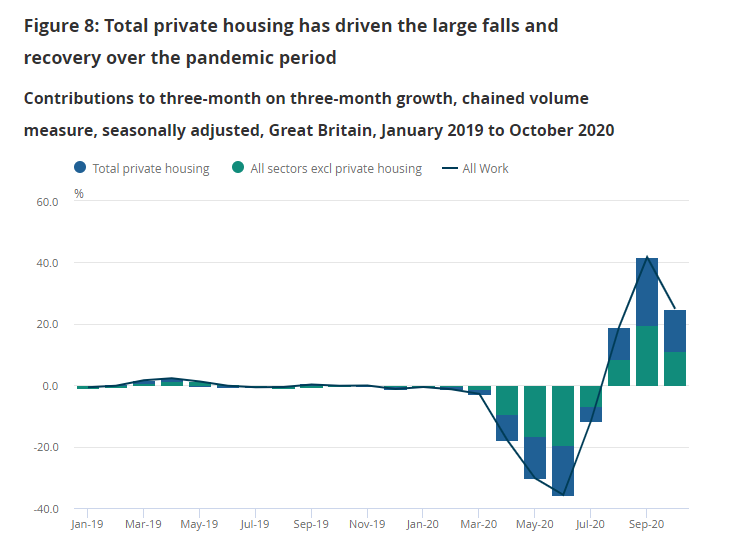 Figure 8: Total private housing has driven the large falls and
recovery over the pandemic period
Contributions to three-month on three-month growth, chained volume
measure, seasonally adjusted, Great Britain, January 2019 to October 2020
Total private housing All sectors excl private housing All Work
%
60.0
40.0
20.0
0.0
-20.0
-40.0
Jan-19 Mar-19 May-19 Jul-19 Sep-19 Nov-19 Jan-20 Mar-20 May-20 Jul-20 Sep-20